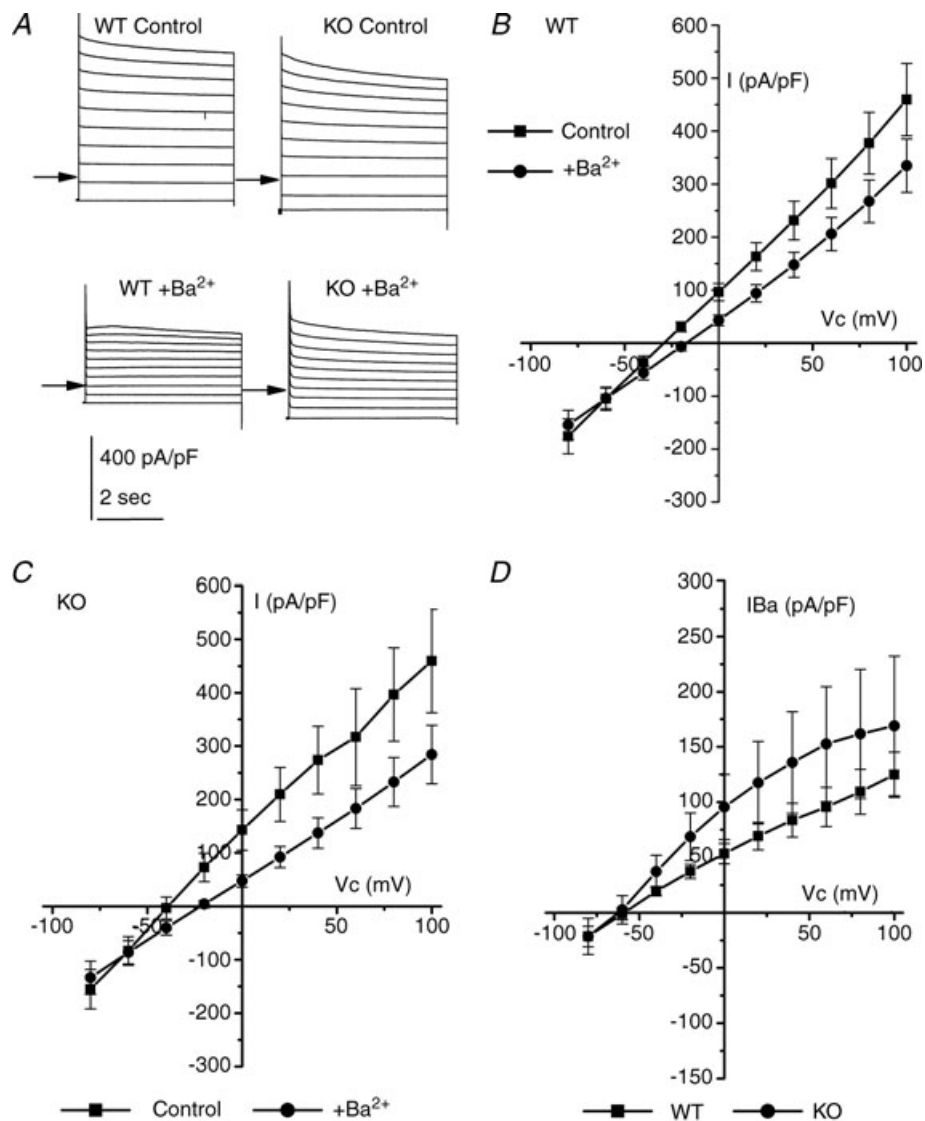 A
WT Control
KO Control
WT +Ba²⁺
KO +Ba²⁺
400 pA/pF
2 sec
B
WT
I (pA/pF)
Control
+Ba²⁺
Vc (mV)
600
500
400
300
200
100
-100
-200
-300
-100
-50
50
100
C
KO
I (pA/pF)
Vc (mV)
600
500
400
300
200
100
-100
-200
-300
-100
-50
50
100
Control
+Ba²⁺
D
IBa (pA/pF)
Vc (mV)
300
250
200
150
100
50
-25
-100
-150
-100
-50
50
100
WT
KO